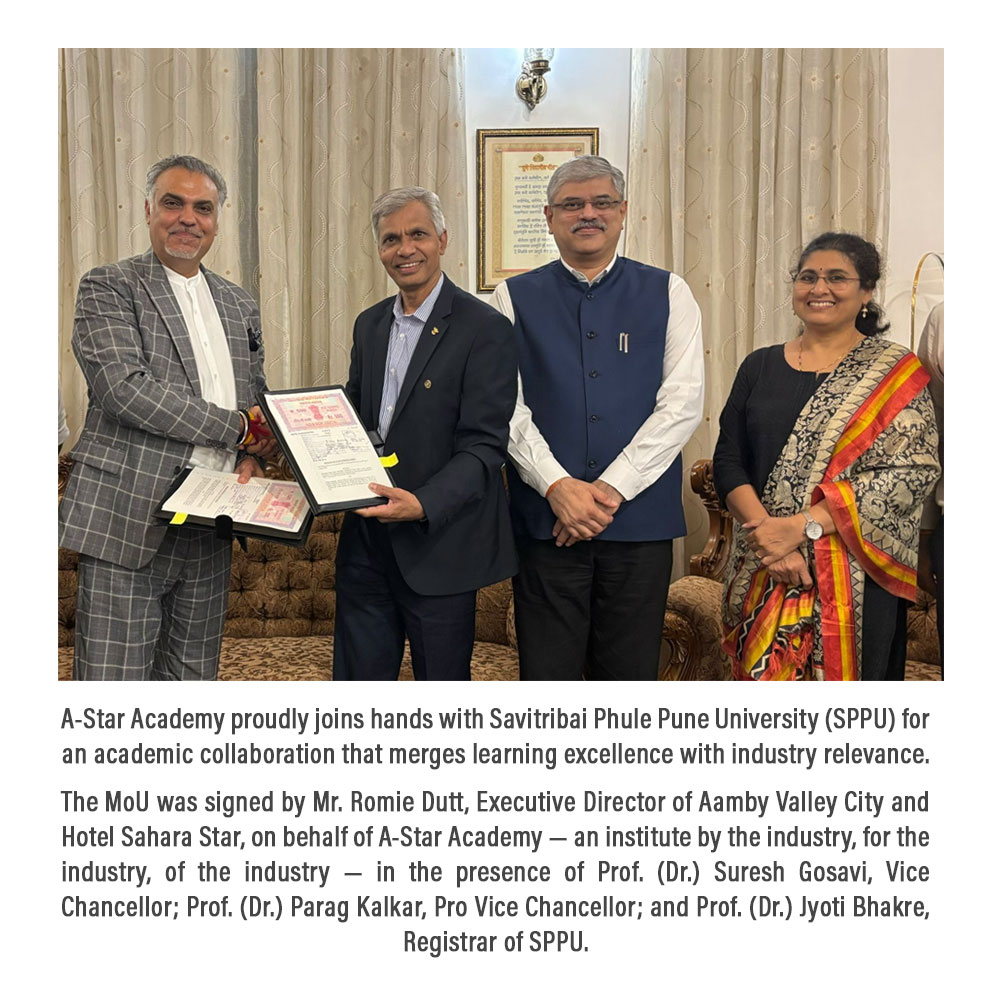 A-Star Academy proudly joins hands with Savitribai Phule Pune University (SPPU) for
an academic collaboration that merges learning excellence with industry relevance.
The MoU was signed by Mr. Romie Dutt, Executive Director of Aamby Valley City and
Hotel Sahara Star, on behalf of A-Star Academy — an institute by the industry, for the
industry, of the industry — in the presence of Prof. (Dr.) Suresh Gosavi, Vice
Chancellor; Prof. (Dr.) Parag Kalkar, Pro Vice Chancellor; and Prof. (Dr.) Jyoti Bhakre,
Registrar of SPPU.